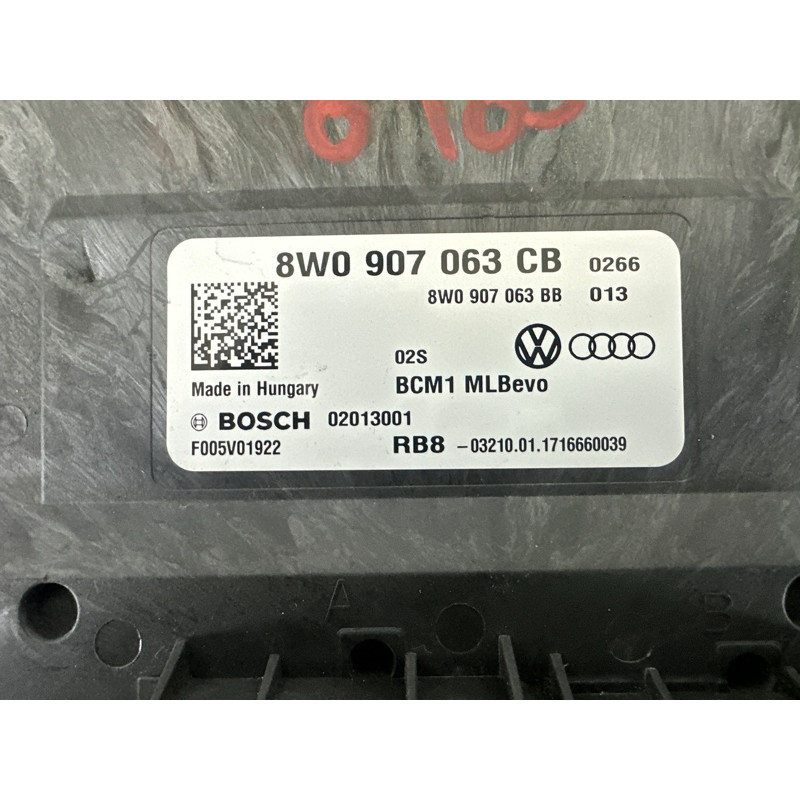 8W0 907 063 CB 0266
8W0 907 063 BB 013
02S
Made in Hungary
BCM1 MLBevo
BOSCH 02013001
F005V01922
RB8 -03210.01.1716660039
A
B